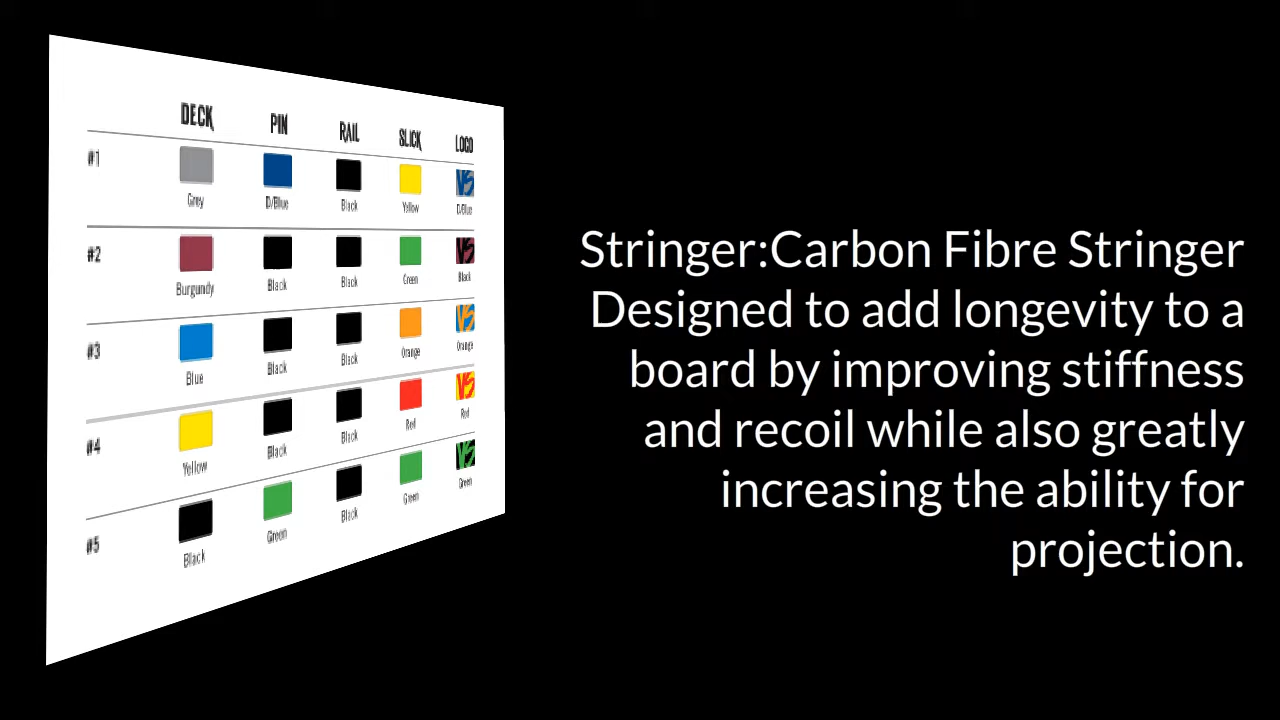 DECK PIN RAIL SLICK LOGO
#1
Grey D/Blue Black Yellow D/Blue
#2
Burgundy Black Black Green Black
#3
Blue Black Black Orange Orange
#4
Yellow Black Black Red Red
#5
Black Green Black Green Green
Stringer:Carbon Fibre Stringer
Designed to add longevity to a
board by improving stiffness
and recoil while also greatly
increasing the ability for
projection.